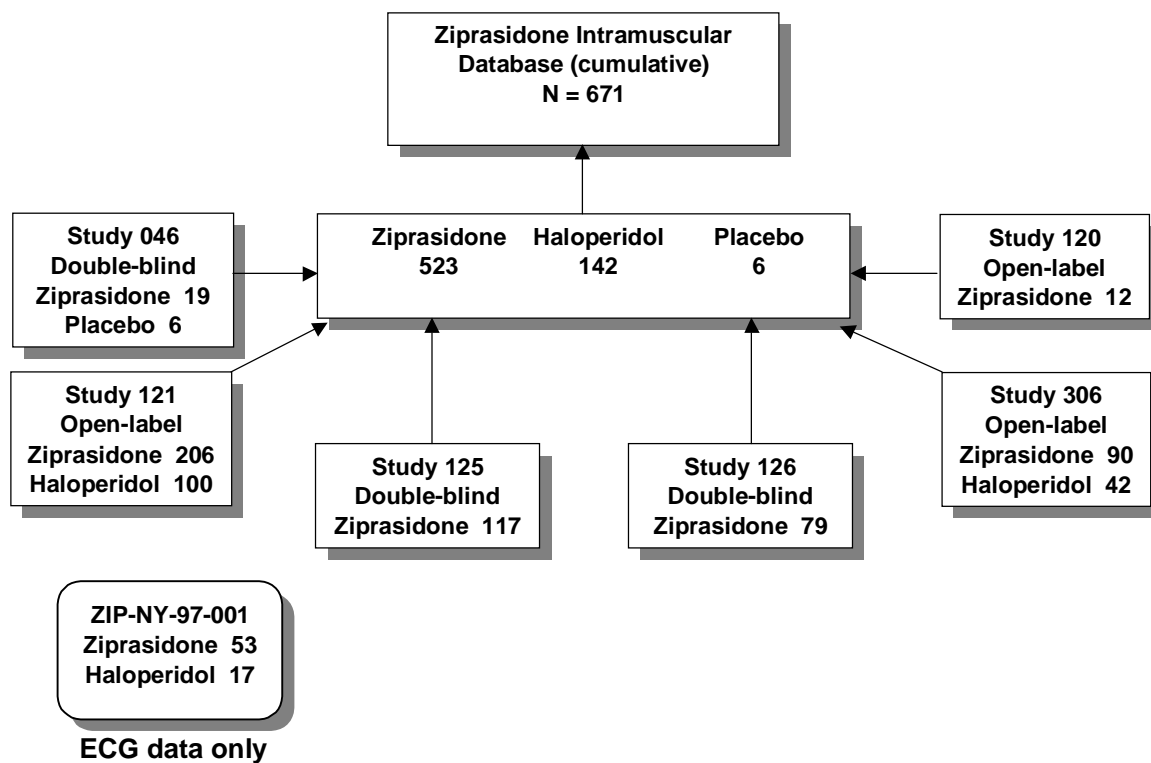 Ziprasidone Intramuscular
Database (cumulative)
N = 671
Ziprasidone Haloperidol Placebo
523 142 6
Study 046
Double-blind
Ziprasidone 19
Placebo 6
Study 120
Open-label
Ziprasidone 12
Study 121
Open-label
Ziprasidone 206
Haloperidol 100
Study 125
Double-blind
Ziprasidone 117
Study 126
Double-blind
Ziprasidone 79
Study 306
Open-label
Ziprasidone 90
Haloperidol 42
ZIP-NY-97-001
Ziprasidone 53
Haloperidol 17
ECG data only